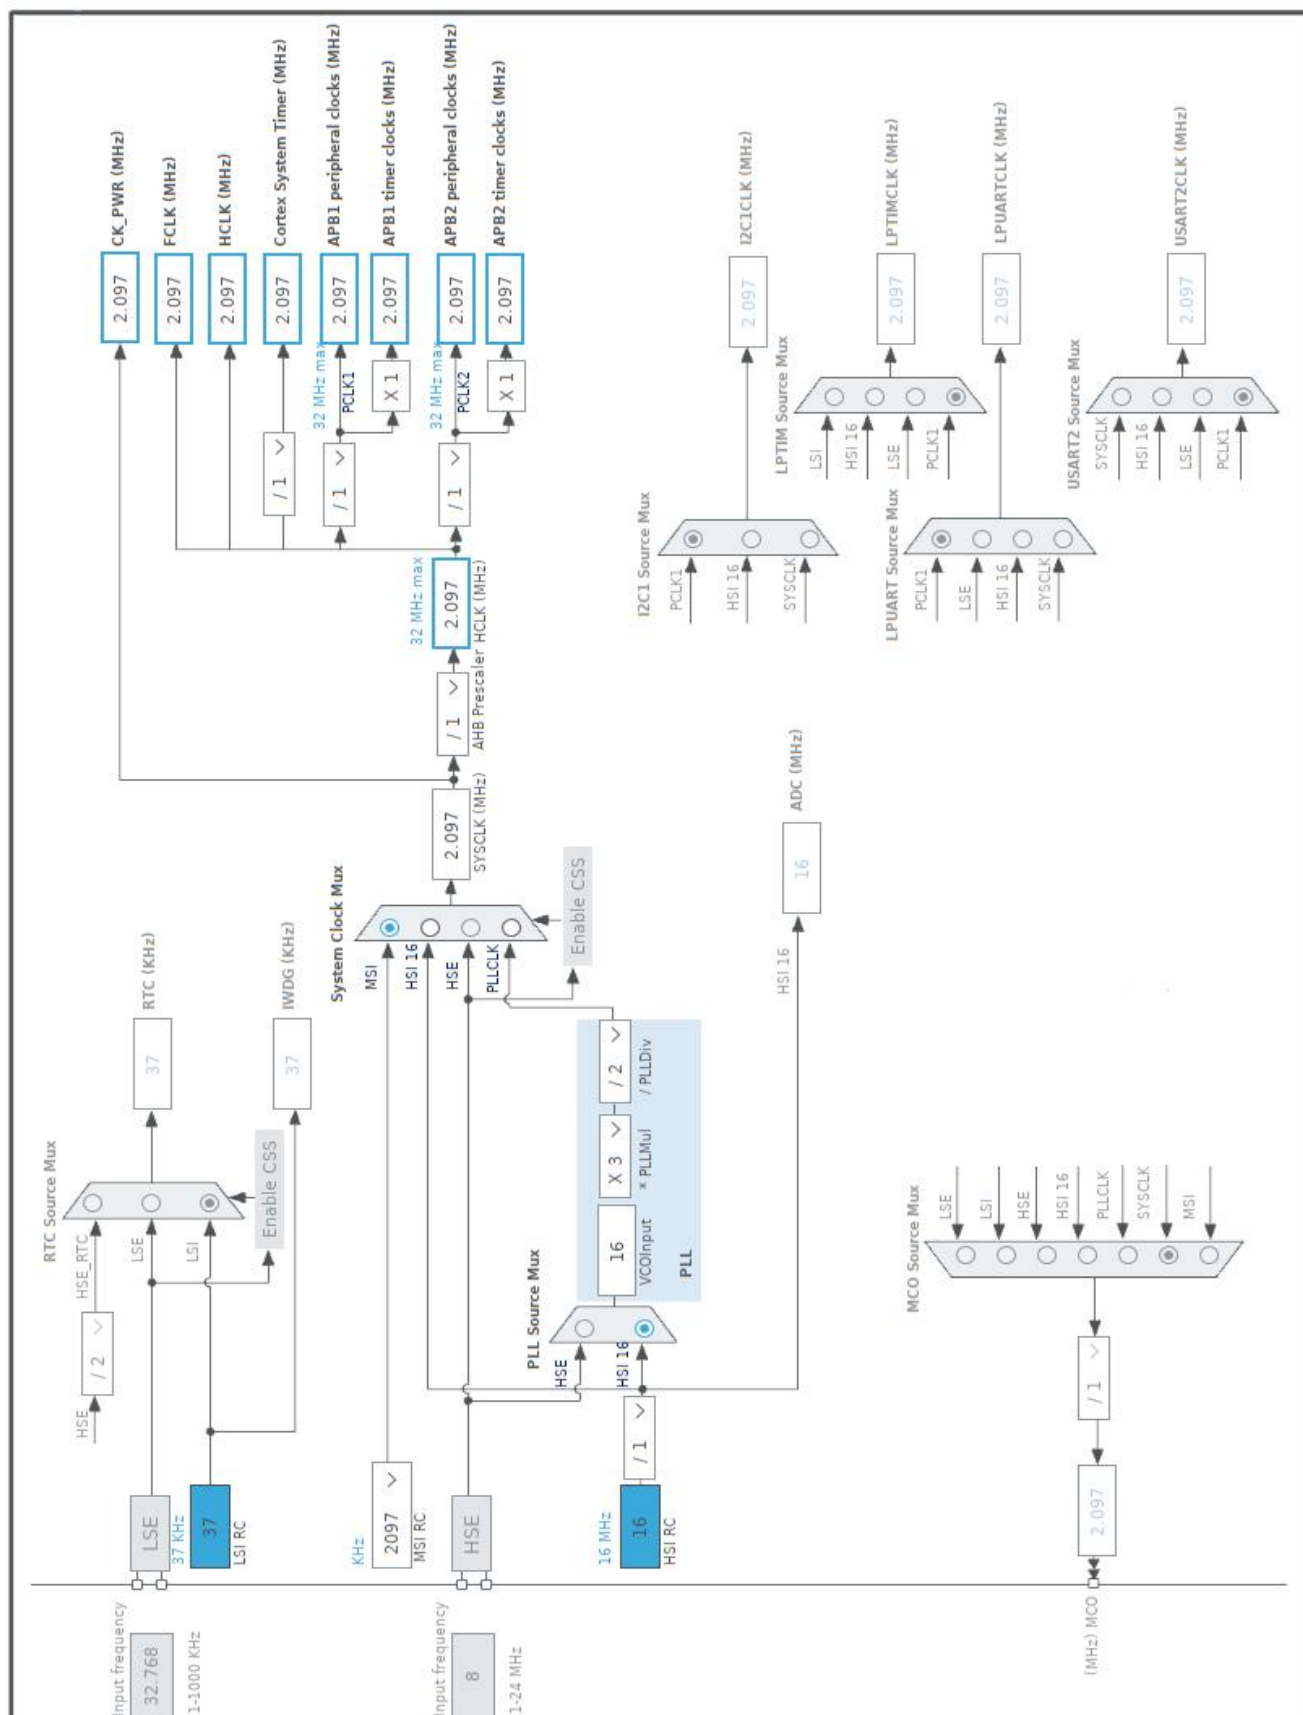 Input frequency
32.768
1-1000 KHz
LSE
37 KHz
37
LSI RC
HSE
/ 2
HSE_RTC
LSE
LSI
RTC Source Mux
Enable CSS
37
RTC (KHz)
37
IWDG (KHz)
Input frequency
8
1-24 MHz
KHz
2097
MSI RC
HSE
16 MHz
16
HSI RC
/ 1
HSE
HSI 16
PLL Source Mux
16
VCOInput
X 3
* PLLMul
/ 2
/ PLLDiv
PLL
MSI
HSI 16
HSE
PLLCLK
System Clock Mux
Enable CSS
2.097
SYSCLK (MHz)
/ 1
AHB Prescaler
32 MHz max
2.097
HCLK (MHz)
/ 1
/ 1
/ 1
32 MHz max
PCLK1
X 1
32 MHz max
PCLK2
X 1
2.097
CK_PWR (MHz)
2.097
FCLK (MHz)
2.097
HCLK (MHz)
2.097
Cortex System Timer (MHz)
2.097
APB1 peripheral clocks (MHz)
2.097
APB1 timer clocks (MHz)
2.097
APB2 peripheral clocks (MHz)
2.097
APB2 timer clocks (MHz)
HSI 16
16
ADC (MHz)
I2C1 Source Mux
PCLK1
HSI 16
SYSCLK
2.097
I2C1CLK (MHz)
LPTIM Source Mux
LSI
HSI 16
LSE
PCLK1
2.097
LPTIMCLK (MHz)
LPUART Source Mux
PCLK1
LSE
HSI 16
SYSCLK
2.097
LPUARTCLK (MHz)
USART2 Source Mux
SYSCLK
HSI 16
LSE
PCLK1
2.097
USART2CLK (MHz)
MCO Source Mux
LSE
LSI
HSE
HSI 16
PLLCLK
SYSCLK
MSI
/ 1
2.097
(MHz) MCO